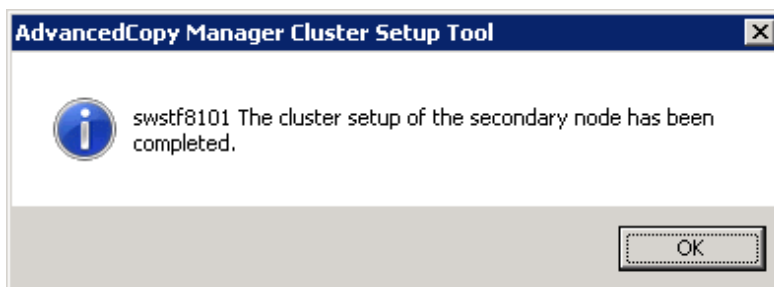 AdvancedCopy Manager Cluster Setup Tool
swstf8101 The cluster setup of the secondary node has been
completed.
OK